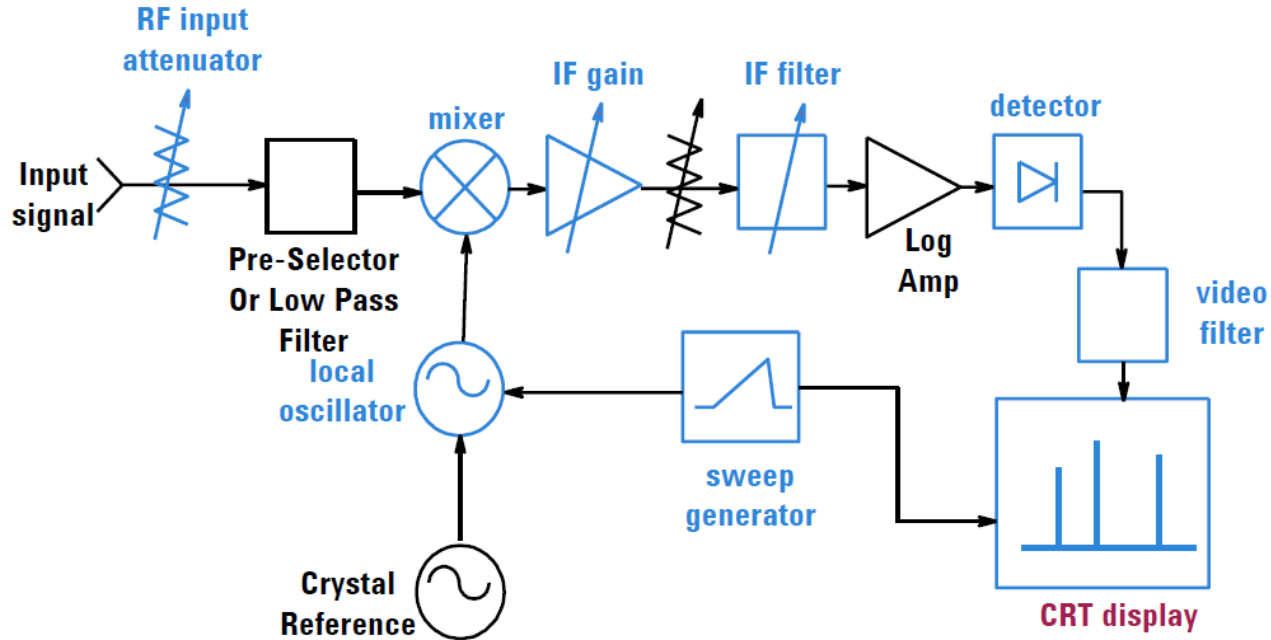 RF input
attenuator
Input
signal
Pre-Selector
Or Low Pass
Filter
mixer
IF gain
IF filter
Log
Amp
detector
video
filter
local
oscillator
sweep
generator
Crystal
Reference
CRT display